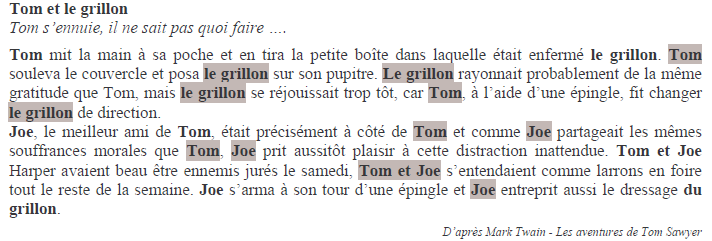 Tom et le grillon
Tom s'ennuie, il ne sait pas quoi faire ….
Tom mit la main à sa poche et en tira la petite boîte dans laquelle était enfermé le grillon. Tom
souleva le couvercle et posa le grillon sur son pupitre. Le grillon rayonnait probablement de la même
gratitude que Tom, mais le grillon se réjouissait trop tôt, car Tom, à l'aide d'une épingle, fit changer
le grillon de direction.
Joe, le meilleur ami de Tom, était précisément à côté de Tom et comme Joe partageait les mêmes
souffrances morales que Tom, Joe prit aussitôt plaisir à cette distraction inattendue. Tom et Joe
Harper avaient beau être ennemis jurés le samedi, Tom et Joe s'entendaient comme larrons en foire
tout le reste de la semaine. Joe s'arma à son tour d'une épingle et Joe entreprit aussi le dressage du
grillon.
D'après Mark Twain - Les aventures de Tom Sawyer